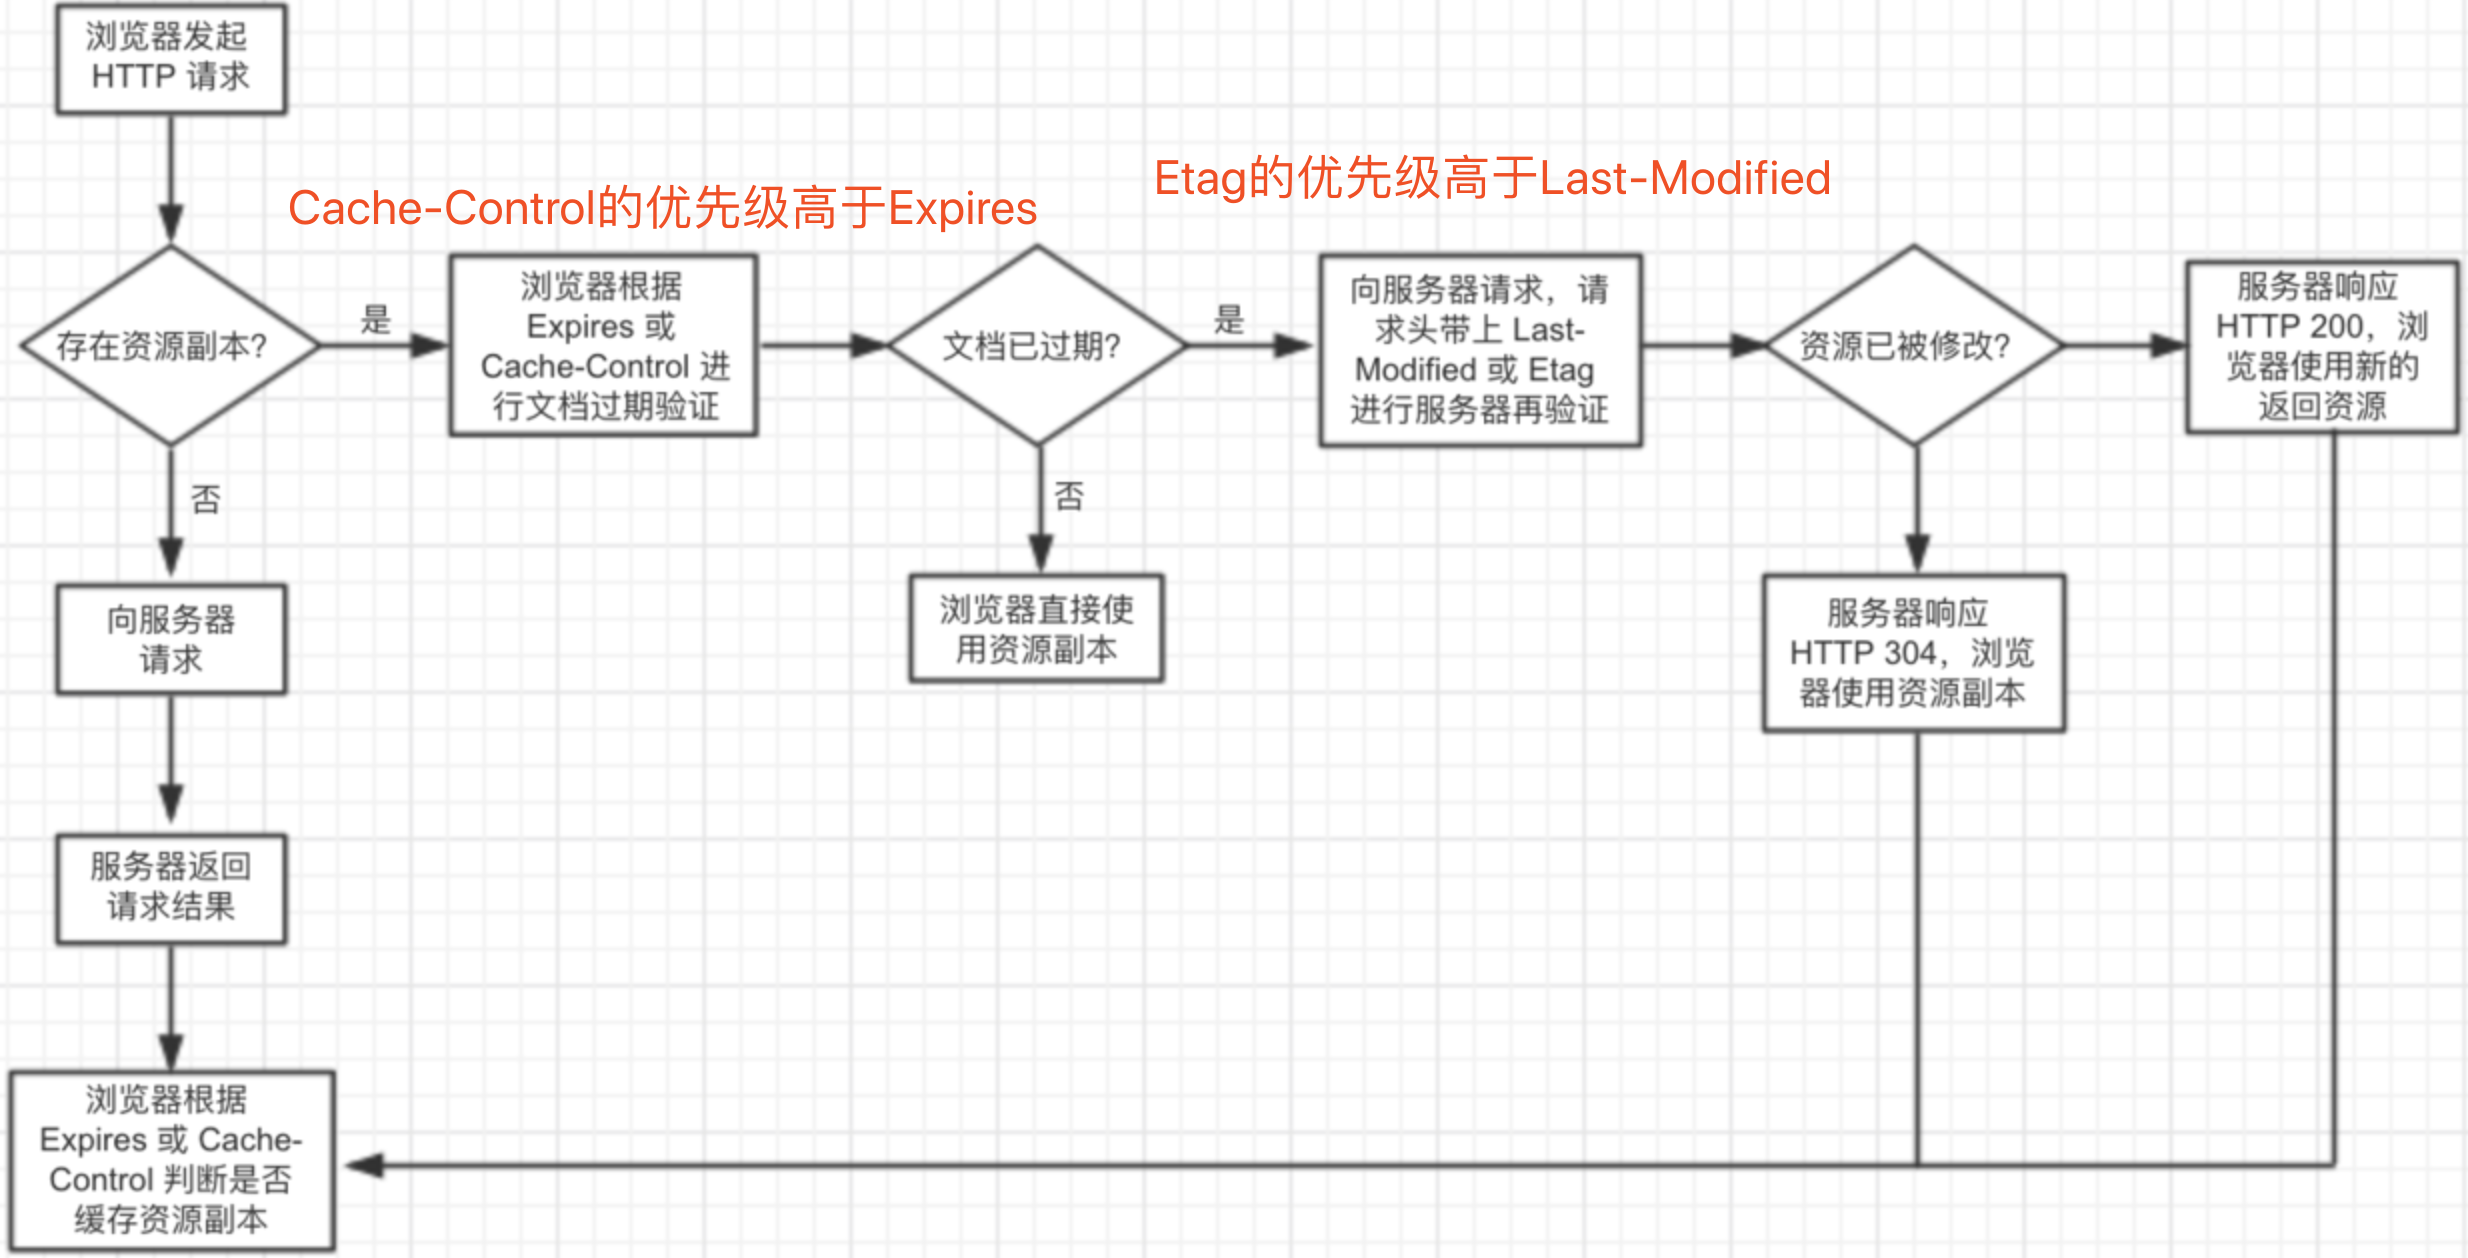 浏览器发起
HTTP 请求
Cache-Control的优先级高于Expires
Etag的优先级高于Last-Modified
存在资源副本?
是
浏览器根据
Expires 或
Cache-Control 进
行文档过期验证
文档已过期?
是
向服务器请求，请
求头带上 Last-
Modified 或 Etag
进行服务器再验证
资源已被修改?
服务器响应
HTTP 200，浏
览器使用新的
返回资源
否
否
向服务器
请求
浏览器直接使
用资源副本
服务器响应
HTTP 304，浏览
器使用资源副本
服务器返回
请求结果
浏览器根据
Expires 或 Cache-
Control 判断是否
缓存资源副本